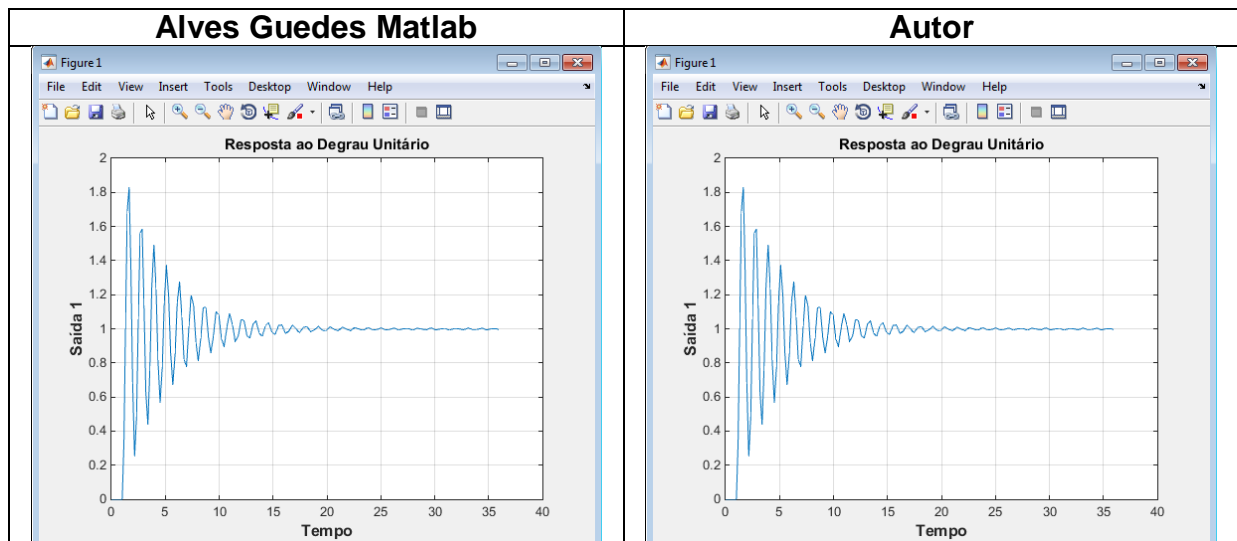 Alves Guedes Matlab
Autor
Figure 1
File Edit View Insert Tools Desktop Window Help
Resposta ao Degrau Unitário
2
1.8
1.6
1.4
1.2
1
0.8
0.6
0.4
0.2
0
Saída 1
0 5 10 15 20 25 30 35 40
Tempo
Figure 1
File Edit View Insert Tools Desktop Window Help
Resposta ao Degrau Unitário
2
1.8
1.6
1.4
1.2
1
0.8
0.6
0.4
0.2
0
Saída 1
0 5 10 15 20 25 30 35 40
Tempo